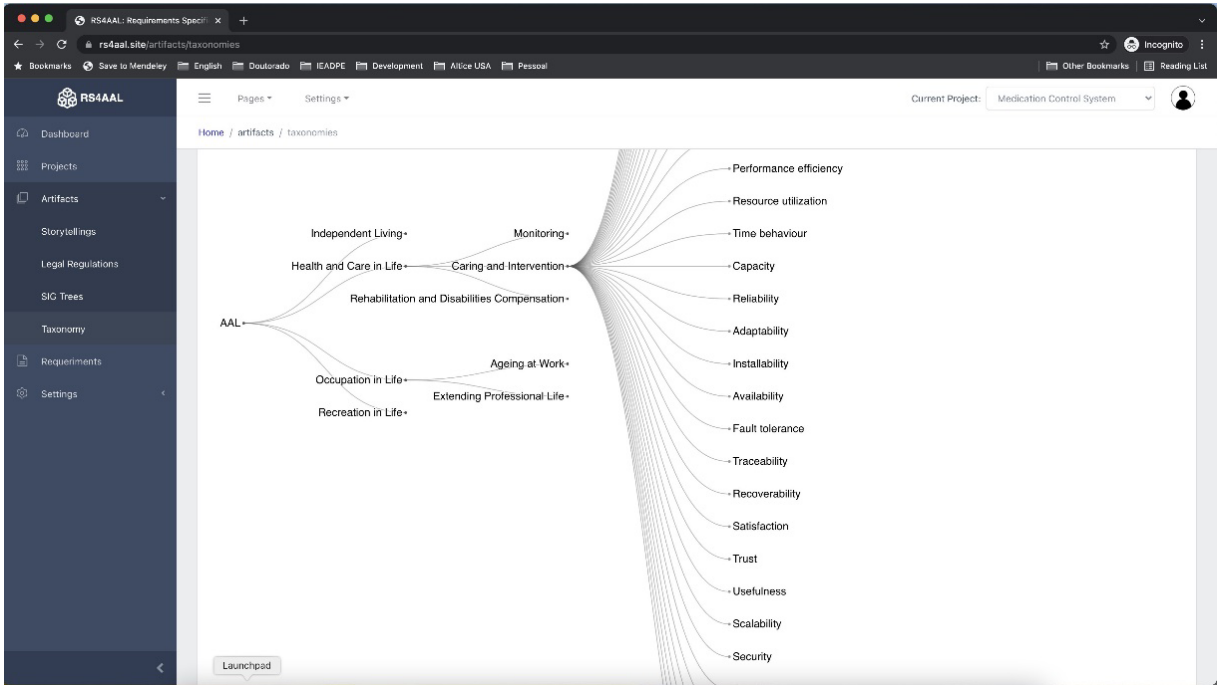 RS4AAL: Requirements Specifi
rs4aal.site/artifacts/taxonomies
Incognito
Bookmarks Save to Mendeley English Doutorado IEADPE Development Altice USA Pessoal Other Bookmarks Reading List
RS4AAL
Pages Settings Current Project: Medication Control System
Home / artifacts / taxonomies
Dashboard
Projects
Artifacts
Storytellings
Legal Regulations
SIG Trees
Taxonomy
Requeriments
Settings
AAL
Independent Living
Health and Care in Life
Occupation in Life
Recreation in Life
Monitoring
Caring and Intervention
Rehabilitation and Disabilities Compensation
Ageing at Work
Extending Professional Life
Performance efficiency
Resource utilization
Time behaviour
Capacity
Reliability
Adaptability
Installability
Availability
Fault tolerance
Traceability
Recoverability
Satisfaction
Trust
Usefulness
Scalability
Security
Launchpad